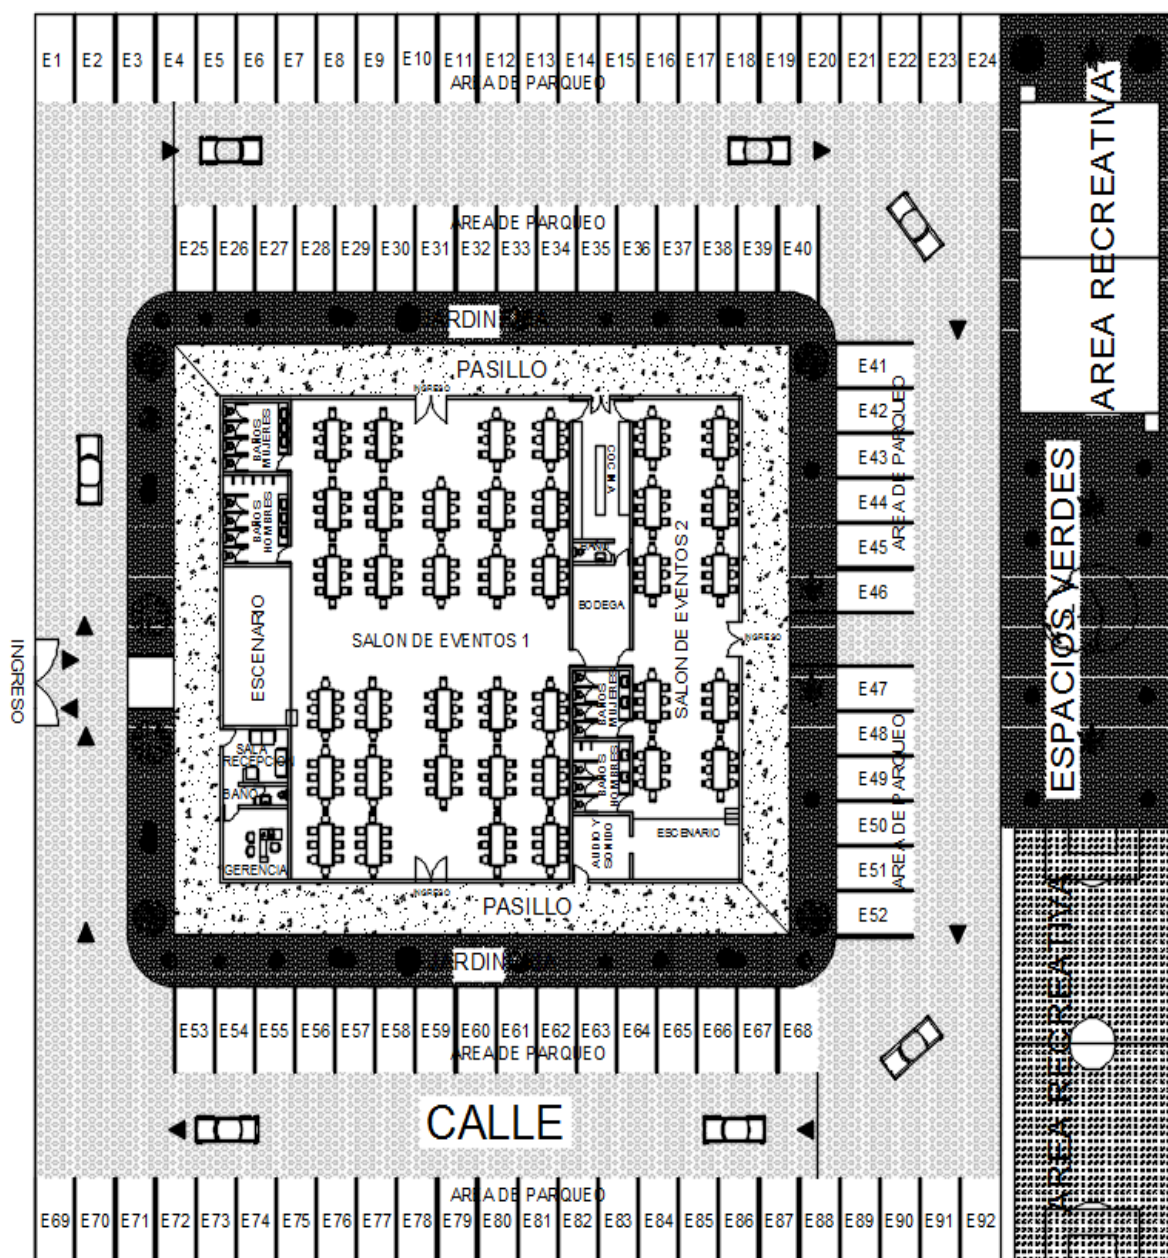 E1 E2 E3 E4 E5 E6 E7 E8 E9 E10 E11 E12 E13 E14 E15 E16 E17 E18 E19 E20 E21 E22 E23 E24
AREA DE PARQUEO
AREA RECREATIVA
AREA DE PARQUEO
E25 E26 E27 E28 E29 E30 E31 E32 E33 E34 E35 E36 E37 E38 E39 E40
PASILLO
INGRESO
E41
E42
E43
E44
E45
E46
AREA DE PARQUEO
BAÑOS
MUJERES
BAÑOS
HOMBRES
COCINA
BAÑO
BODEGA
ESCENARIO
SALON DE EVENTOS 1
SALON DE EVENTOS 2
INGRESO
INGRESO
ESPACIOS VERDES
E47
E48
E49
E50
E51
E52
AREA DE PARQUEO
SALA
RECEPCION
BAÑO
GERENCIA
BAÑOS
MUJERES
BAÑOS
HOMBRES
AUDIO Y
SONIDO
ESCENARIO
INGRESO
PASILLO
E53 E54 E55 E56 E57 E58 E59 E60 E61 E62 E63 E64 E65 E66 E67 E68
AREA DE PARQUEO
AREA RECREATIVA
CALLE
AREA DE PARQUEO
E69 E70 E71 E72 E73 E74 E75 E76 E77 E78 E79 E80 E81 E82 E83 E84 E85 E86 E87 E88 E89 E90 E91 E92